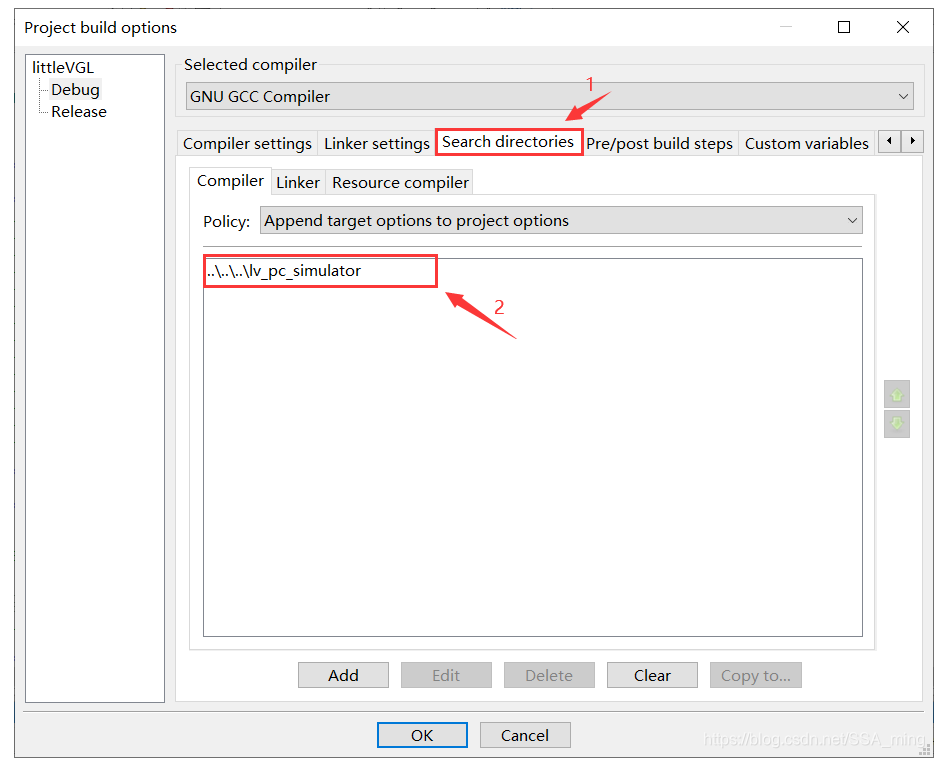 Project build options
littleVGL
Debug
Release
Selected compiler
GNU GCC Compiler
1
Compiler settings Linker settings Search directories Pre/post build steps Custom variables
Compiler Linker Resource compiler
Policy: Append target options to project options
..\..\..\lv_pc_simulator
2
Add Edit Delete Clear Copy to...
OK Cancel
https://blog.csdn.net/SSA_ming